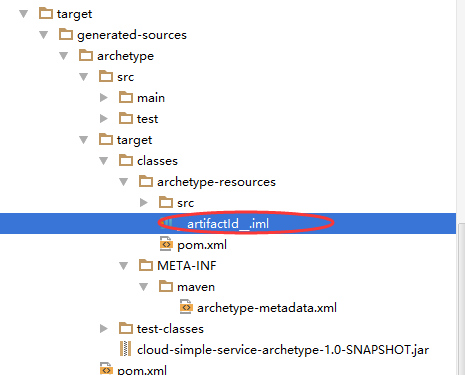 target
generated-sources
archetype
src
main
test
target
classes
archetype-resources
src
artifactId__.iml
pom.xml
META-INF
maven
archetype-metadata.xml
test-classes
cloud-simple-service-archetype-1.0-SNAPSHOT.jar
pom.xml